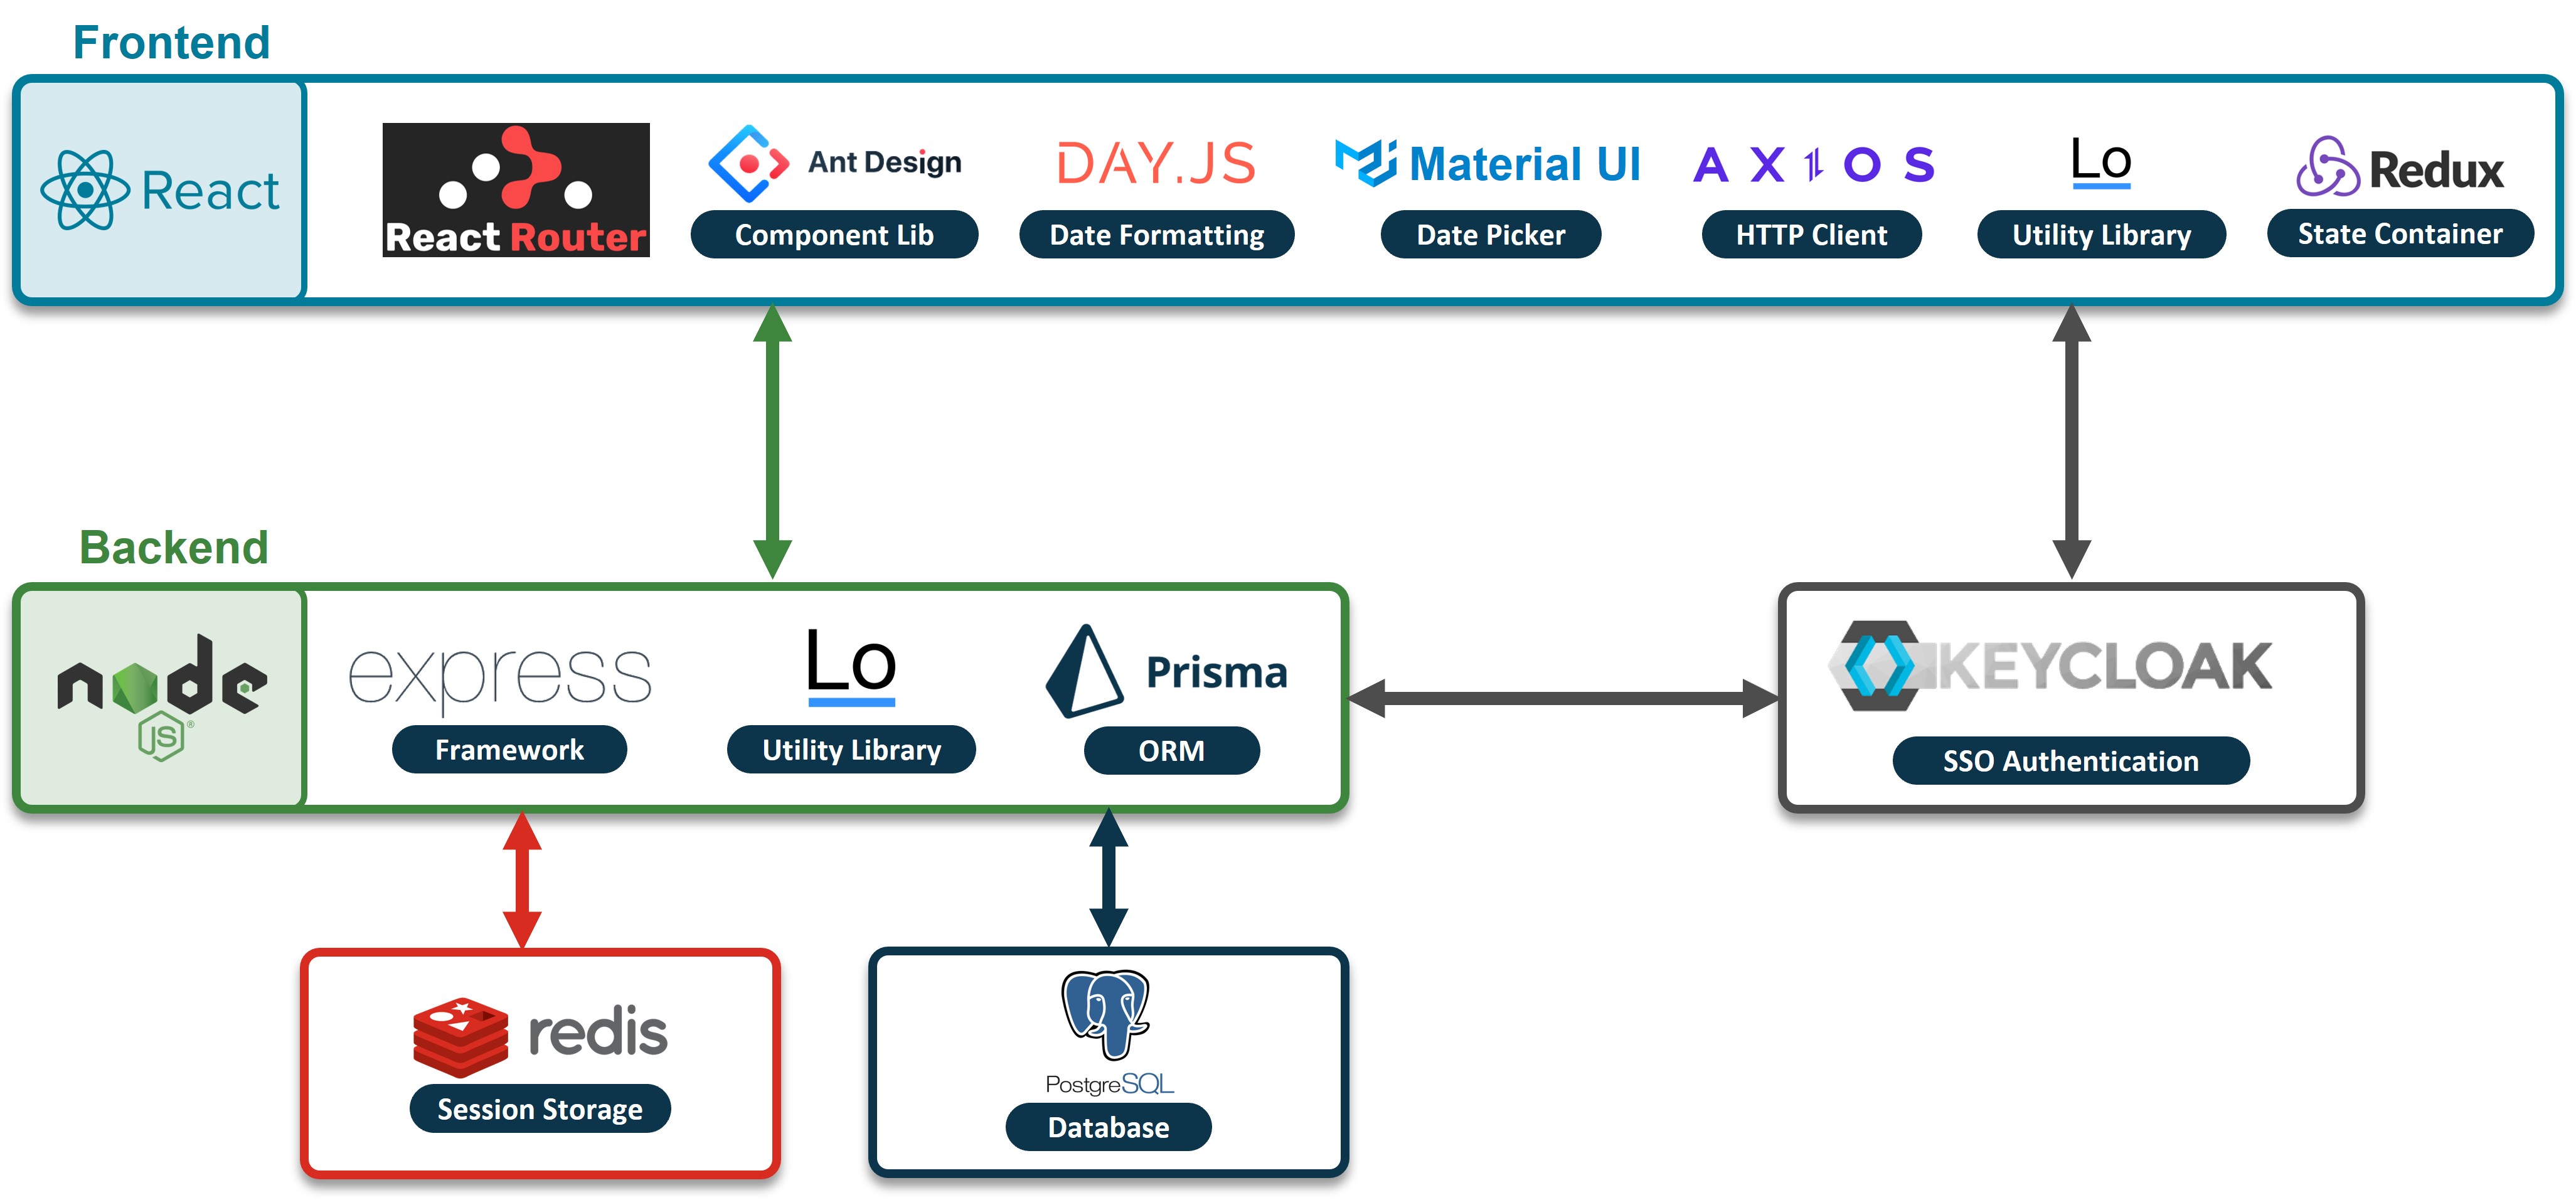 Frontend
React
React Router
Ant Design
Component Lib
DAY.JS
Date Formatting
Material UI
Date Picker
AXIOS
HTTP Client
Lo
Utility Library
Redux
State Container
Backend
node
JS
®
express
Framework
Lo
Utility Library
Prisma
ORM
KEYCLOAK
SSO Authentication
redis
Session Storage
PostgreSQL
Database